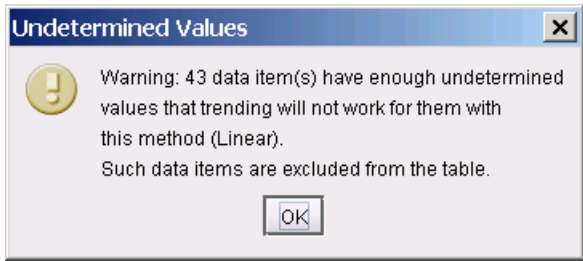 Undetermined Values
Warning: 43 data item(s) have enough undetermined
values that trending will not work for them with
this method (Linear).
Such data items are excluded from the table.
OK